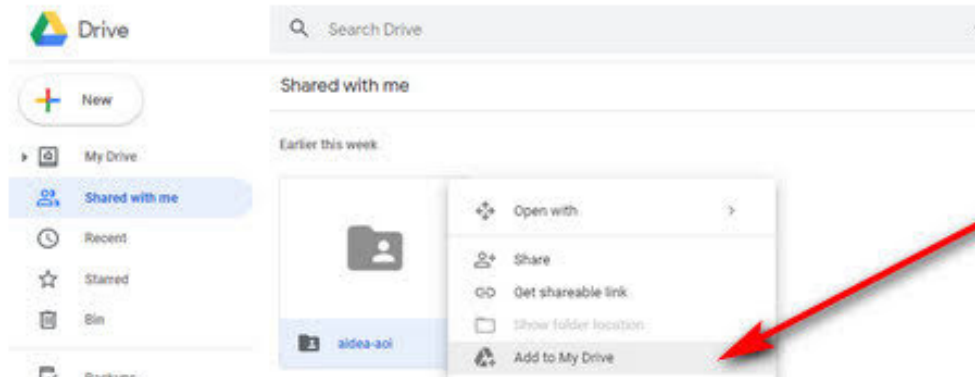 Drive
Search Drive
New
Shared with me
Earlier this week
My Drive
Shared with me
Recent
Starred
Bin
aidea-aoi
Open with
Share
Get shareable link
Show folder location
Add to My Drive